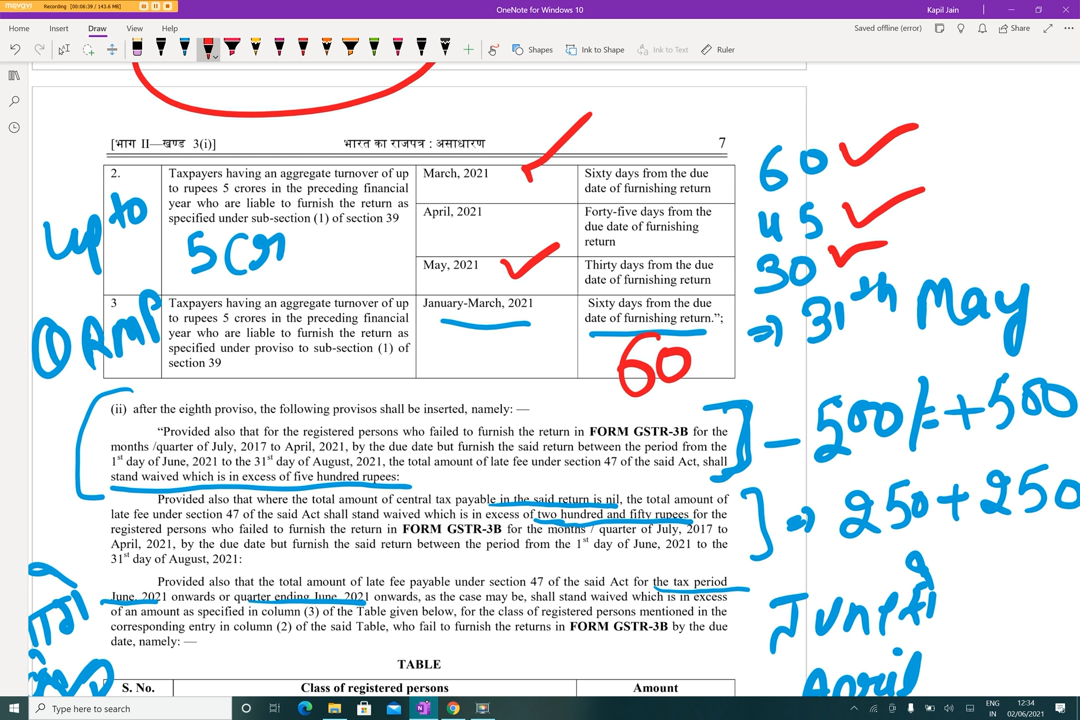 mavavi
Recording [00:06:39 / 143.6 MB]
OneNote for Windows 10
Kapil Jain
Home Insert Draw View Help
Saved offline (error)
Share
Shapes
Ink to Shape
Ink to Text
Ruler
[भाग II—खण्ड 3(i)] भारत का राजपत्र : असाधारण 7
2. Taxpayers having an aggregate turnover of up
to rupees 5 crores in the preceding financial
year who are liable to furnish the return as
specified under sub-section (1) of section 39
March, 2021
Sixty days from the due
date of furnishing return
April, 2021
Forty-five days from the
due date of furnishing
return
May, 2021
Thirty days from the due
date of furnishing return
up to
5 Cr
60
45
30
⇒ 31th May
3 Taxpayers having an aggregate turnover of up
to rupees 5 crores in the preceding financial
year who are liable to furnish the return as
specified under proviso to sub-section (1) of
section 39
January-March, 2021
Sixty days from the due
date of furnishing return.”;
QRMP
60
(ii) after the eighth proviso, the following provisos shall be inserted, namely: —
“Provided also that for the registered persons who failed to furnish the return in FORM GSTR-3B for the
months /quarter of July, 2017 to April, 2021, by the due date but furnish the said return between the period from the
1st day of June, 2021 to the 31st day of August, 2021, the total amount of late fee under section 47 of the said Act, shall
stand waived which is in excess of five hundred rupees:
– 500/- + 500
Provided also that where the total amount of central tax payable in the said return is nil, the total amount of
late fee under section 47 of the said Act shall stand waived which is in excess of two hundred and fifty rupees for the
registered persons who failed to furnish the return in FORM GSTR-3B for the months / quarter of July, 2017 to
April, 2021, by the due date but furnish the said return between the period from the 1st day of June, 2021 to the
31st day of August, 2021:
⇒ 250 + 250
Provided also that the total amount of late fee payable under section 47 of the said Act for the tax period
June, 2021 onwards or quarter ending June, 2021 onwards, as the case may be, shall stand waived which is in excess
of an amount as specified in column (3) of the Table given below, for the class of registered persons mentioned in the
corresponding entry in column (2) of the said Table, who fail to furnish the returns in FORM GSTR-3B by the due
date, namely: —
June की
April
TABLE
S. No. Class of registered persons Amount
Type here to search
ENG
IN
12:34
02/06/2021